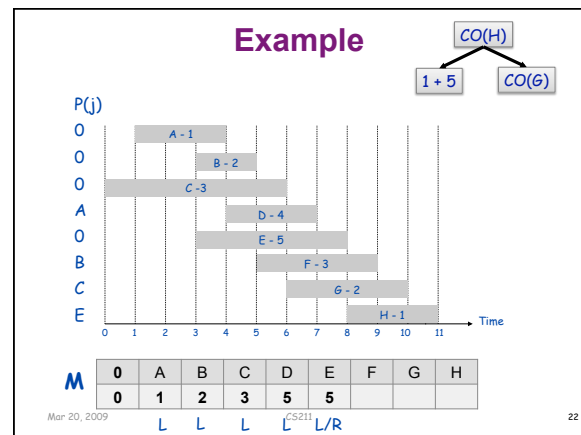 Example
CO(H)
1 + 5
CO(G)
P(j)
0
A - 1
0
B - 2
0
C -3
A
D - 4
0
E - 5
B
F - 3
C
G - 2
E
H - 1
Time
0 1 2 3 4 5 6 7 8 9 10 11
M
0 A B C D E F G H
0 1 2 3 5 5
L L L L L/R
Mar 20, 2009
CS211
22